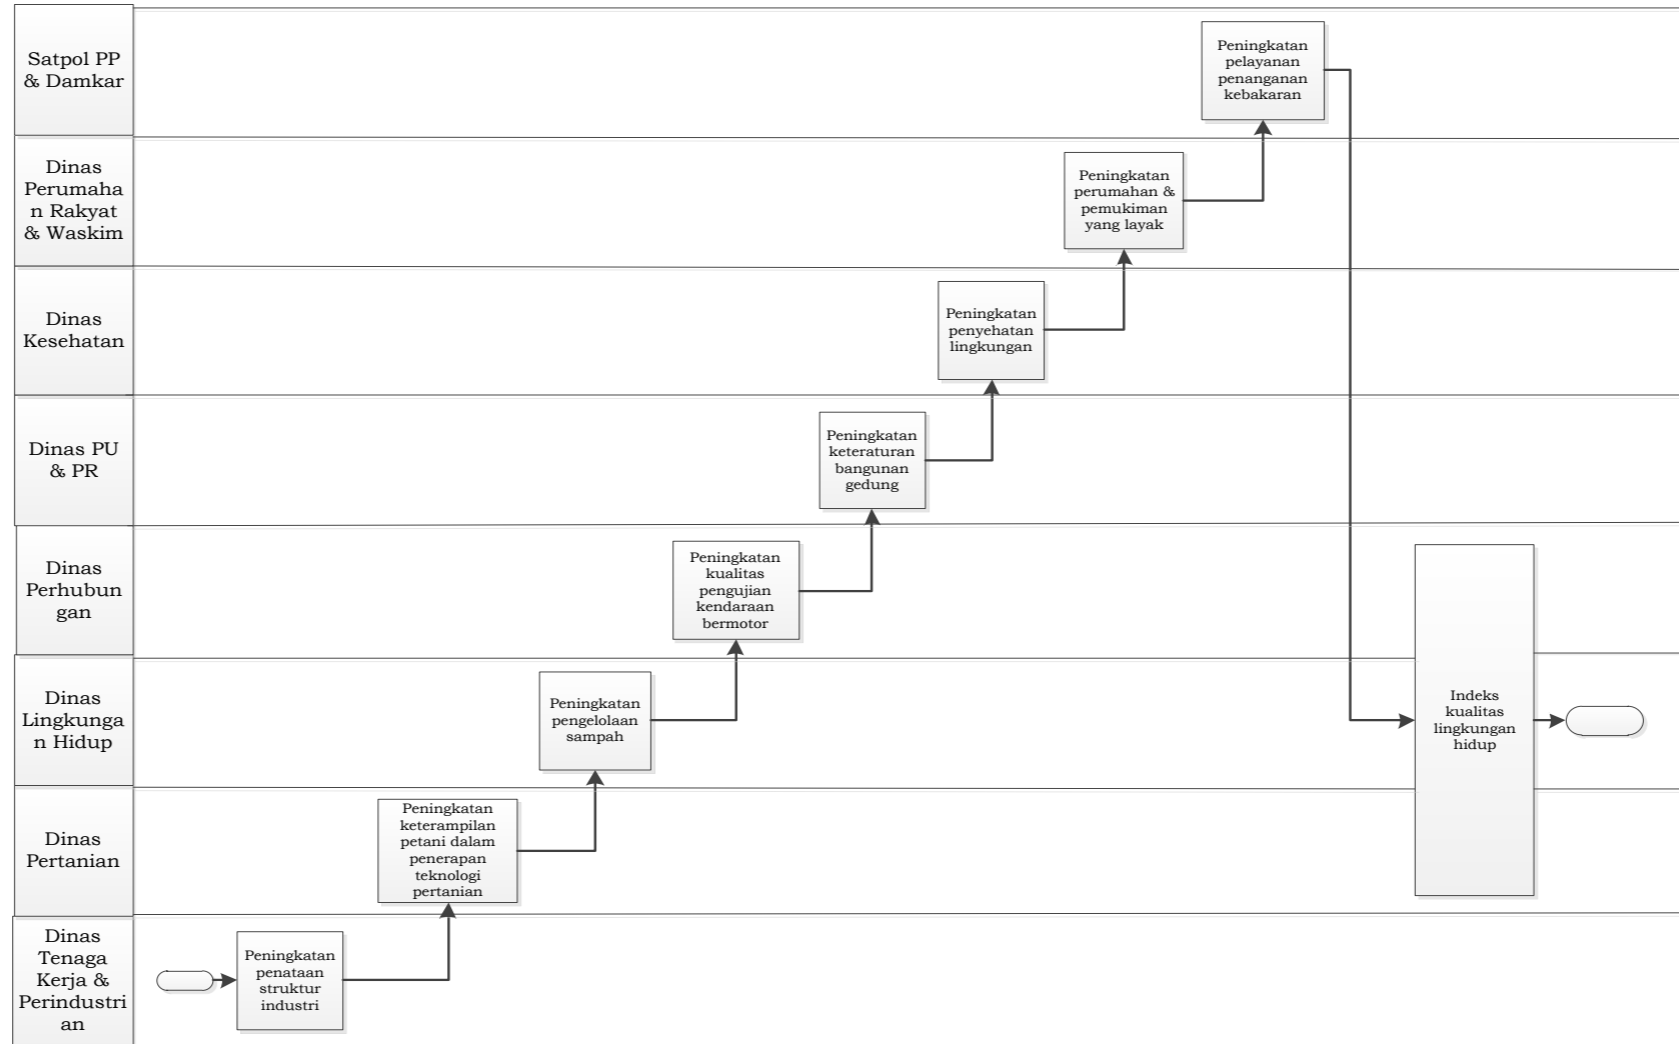 Satpol PP
& Damkar
Peningkatan
pelayanan
penanganan
kebakaran
Dinas
Perumaha
n Rakyat
& Waskim
Peningkatan
perumahan &
pemukiman
yang layak
Dinas
Kesehatan
Peningkatan
penyehatan
lingkungan
Dinas PU
& PR
Peningkatan
keteraturan
bangunan
gedung
Dinas
Perhubun
gan
Peningkatan
kualitas
pengujian
kendaraan
bermotor
Dinas
Lingkunga
n Hidup
Peningkatan
pengelolaan
sampah
Indeks
kualitas
lingkungan
hidup
Dinas
Pertanian
Peningkatan
keterampilan
petani dalam
penerapan
teknologi
pertanian
Dinas
Tenaga
Kerja &
Perindustri
an
Peningkatan
penataan
struktur
industri